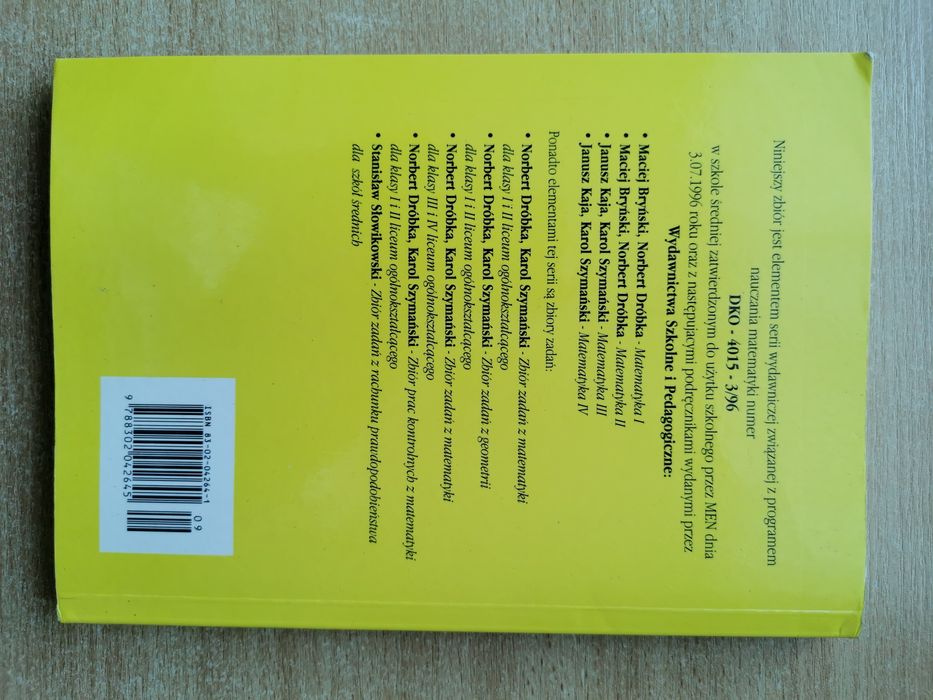 Niniejszy zbiór jest elementem serii wydawniczej związanej z programem
nauczania matematyki numer
DKO - 4015 - 3/96
w szkole średniej zatwierdzonym do użytku szkolnego przez MEN dnia
3.07.1996 roku oraz z następującymi podręcznikami wydanymi przez
Wydawnictwa Szkolne i Pedagogiczne:
• Maciej Bryński, Norbert Dróbka - Matematyka I
• Maciej Bryński, Norbert Dróbka - Matematyka II
• Janusz Kaja, Karol Szymański - Matematyka III
• Janusz Kaja, Karol Szymański - Matematyka IV
Ponadto elementami tej serii są zbiory zadań:
• Norbert Dróbka, Karol Szymański - Zbiór zadań z matematyki
dla klasy I i II liceum ogólnokształcącego
• Norbert Dróbka, Karol Szymański - Zbiór zadań z geometrii
dla klasy I i II liceum ogólnokształcącego
• Norbert Dróbka, Karol Szymański - Zbiór zadań z matematyki
dla klasy III i IV liceum ogólnokształcącego
• Norbert Dróbka, Karol Szymański - Zbiór prac kontrolnych z matematyki
dla klasy I i II liceum ogólnokształcącego
• Stanisław Słowikowski - Zbiór zadań z rachunku prawdopodobieństwa
dla szkół średnich
ISBN 83-02-04264-1
09
9 788302 042645